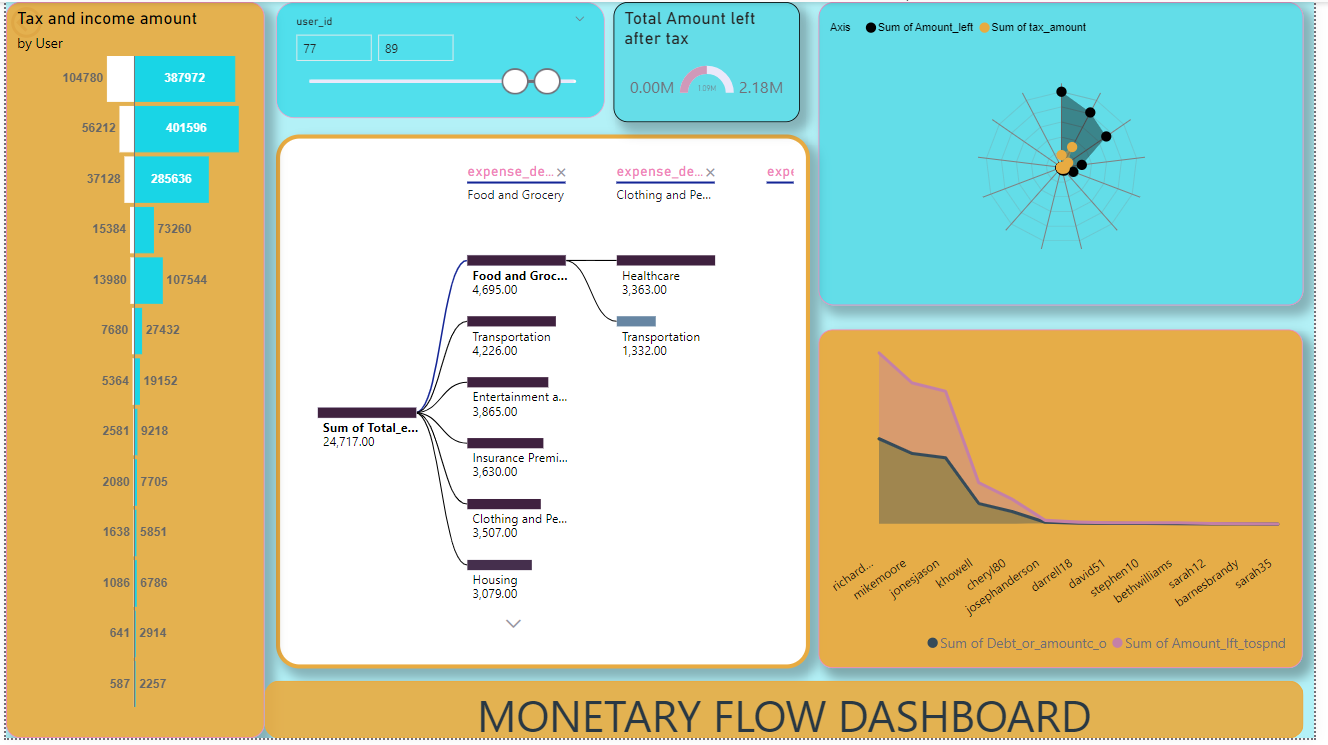 Tax and income amount
by User
104780 387972
56212 401596
37128 285636
15384 73260
13980 107544
7680 27432
5364 19152
2581 9218
2080 7705
1638 5851
1086 6786
641 2914
587 2257
user_id
77 89
Total Amount left
after tax
0.00M 1.09M 2.18M
Axis Sum of Amount_left Sum of tax_amount
expense_de... expense_de... expe
Food and Grocery Clothing and Pe...
Food and Groc...
4,695.00
Transportation
4,226.00
Entertainment a...
3,865.00
Insurance Premi...
3,630.00
Clothing and Pe...
3,507.00
Housing
3,079.00
Healthcare
3,363.00
Transportation
1,332.00
Sum of Total_e...
24,717.00
richard...
mikemoore
jonesjason
khowell
cheryl80
josephanderson
darrell18
david51
stephen10
bethwilliams
sarah12
barnesbrandy
sarah35
Sum of Debt_or_amountc_o Sum of Amount_lft_tospnd
MONETARY FLOW DASHBOARD